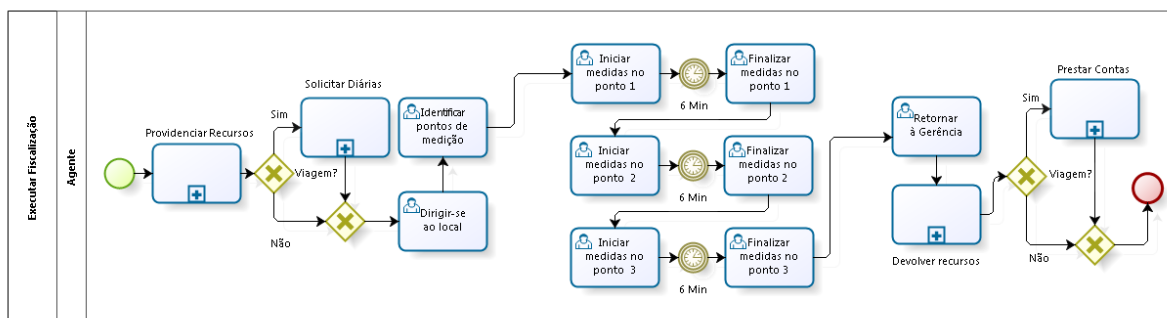 Executar Fiscalização
Agente
Providenciar Recursos
Sim
Viagem?
Não
Solicitar Diárias
Dirigir-se
ao local
Identificar
pontos de
medição
Iniciar
medidas no
ponto 1
6 Min
Finalizar
medidas no
ponto 1
Iniciar
medidas no
ponto 2
6 Min
Finalizar
medidas no
ponto 2
Iniciar
medidas no
ponto 3
6 Min
Finalizar
medidas no
ponto 3
Retornar
à Gerência
Devolver recursos
Sim
Viagem?
Não
Prestar Contas